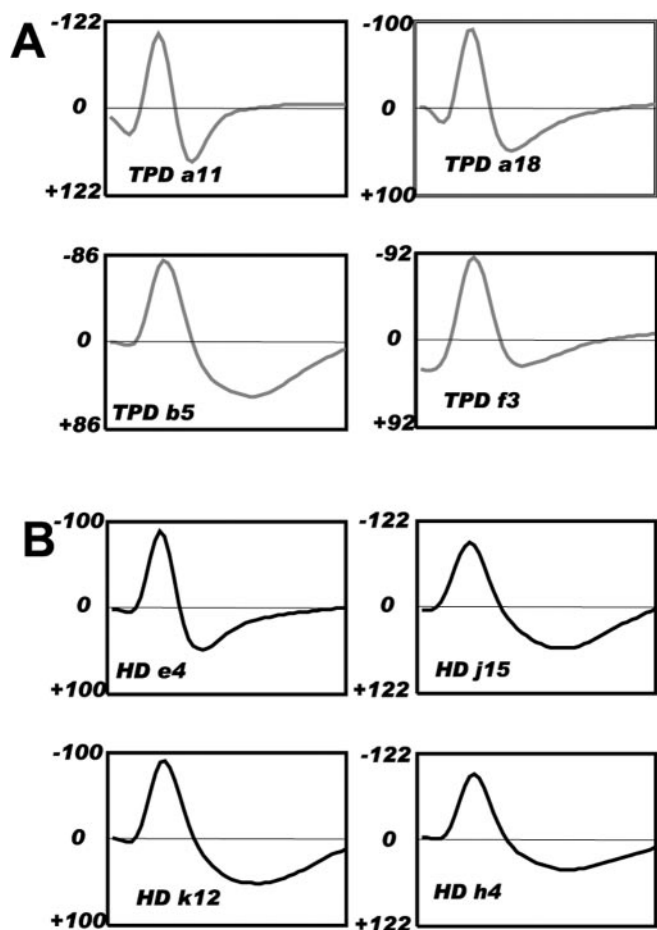 A
-122
0
+122
TPD a11
-100
0
+100
TPD a18
-86
0
+86
TPD b5
-92
0
+92
TPD f3
B
-100
0
+100
HD e4
-122
0
+122
HD j15
-100
0
+100
HD k12
-122
0
+122
HD h4